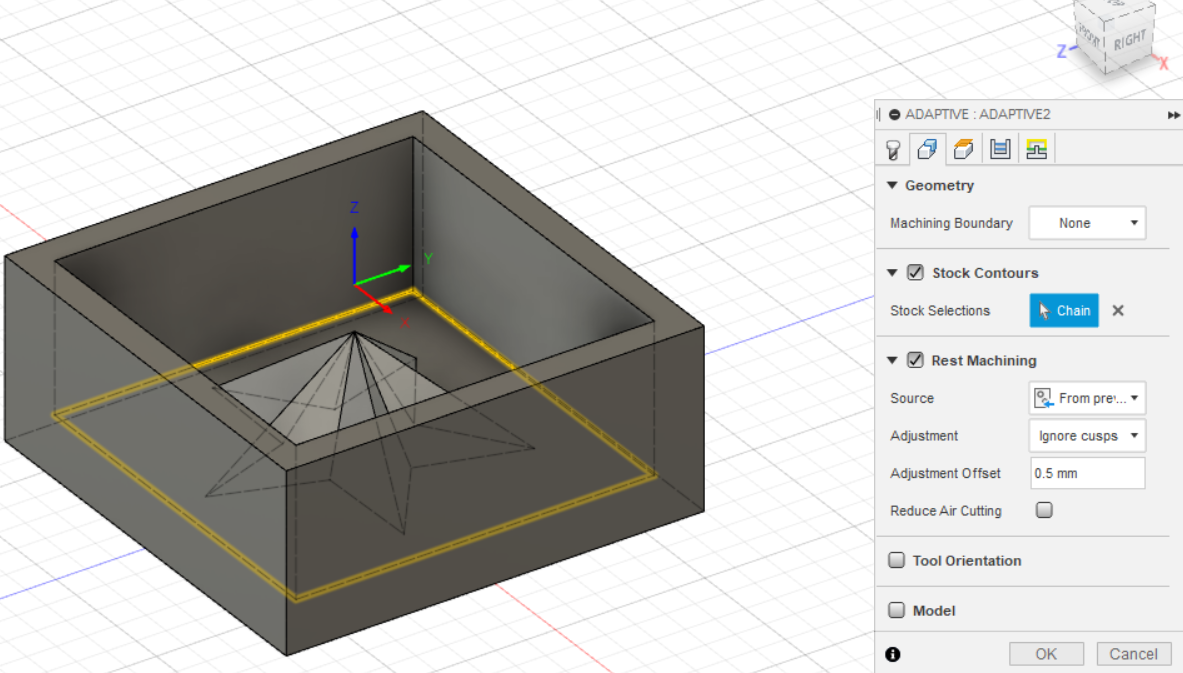 FRONT
RIGHT
Z
X
ADAPTIVE : ADAPTIVE2
Geometry
Machining Boundary None
Stock Contours
Stock Selections Chain
Rest Machining
Source From pre...
Adjustment Ignore cusps
Adjustment Offset 0.5 mm
Reduce Air Cutting
Tool Orientation
Model
OK Cancel
Z
Y
X